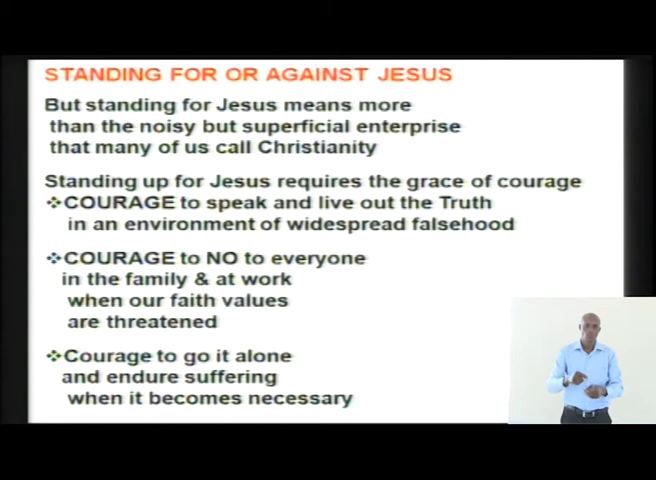 STANDING FOR OR AGAINST JESUS
But standing for Jesus means more
than the noisy but superficial enterprise
that many of us call Christianity
Standing up for Jesus requires the grace of courage
❖COURAGE to speak and live out the Truth
in an environment of widespread falsehood
❖COURAGE to NO to everyone
in the family & at work
when our faith values
are threatened
❖Courage to go it alone
and endure suffering
when it becomes necessary